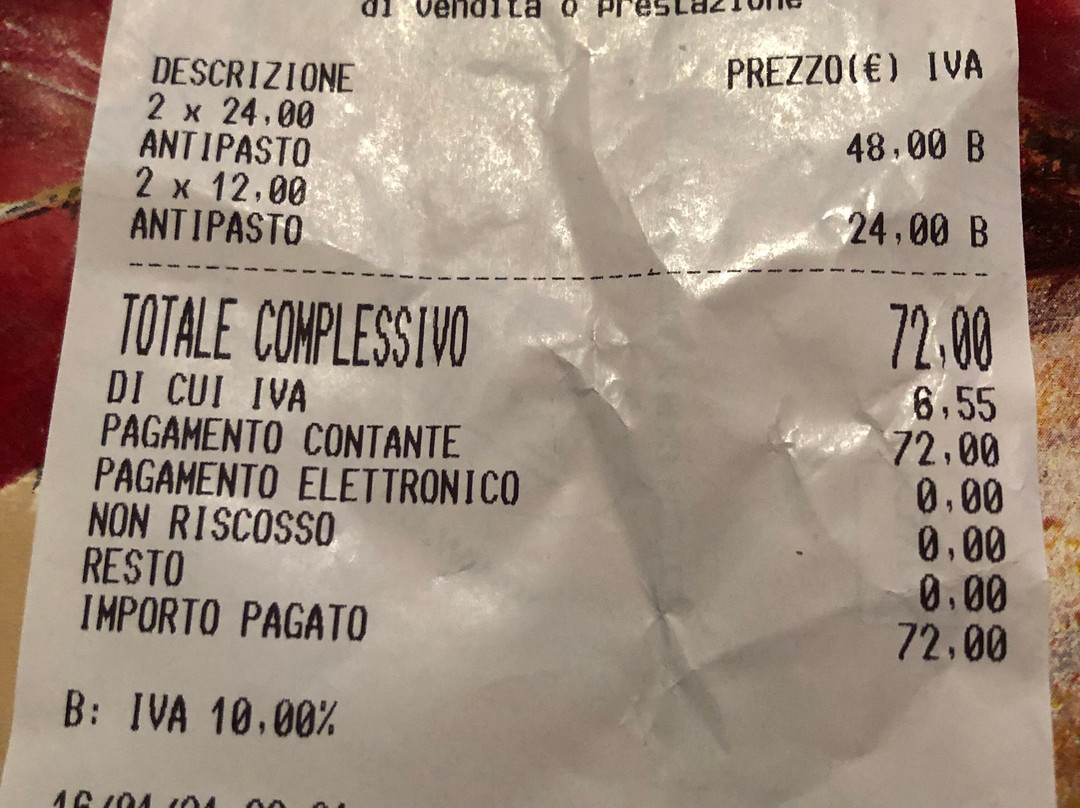 di vendita o prestazione
DESCRIZIONE PREZZO(€) IVA
2 x 24,00
ANTIPASTO 48,00 B
2 x 12,00
ANTIPASTO 24,00 B
TOTALE COMPLESSIVO 72,00
DI CUI IVA 6,55
PAGAMENTO CONTANTE 72,00
PAGAMENTO ELETTRONICO 0,00
NON RISCOSSO 0,00
RESTO 0,00
IMPORTO PAGATO 72,00
B: IVA 10,00%